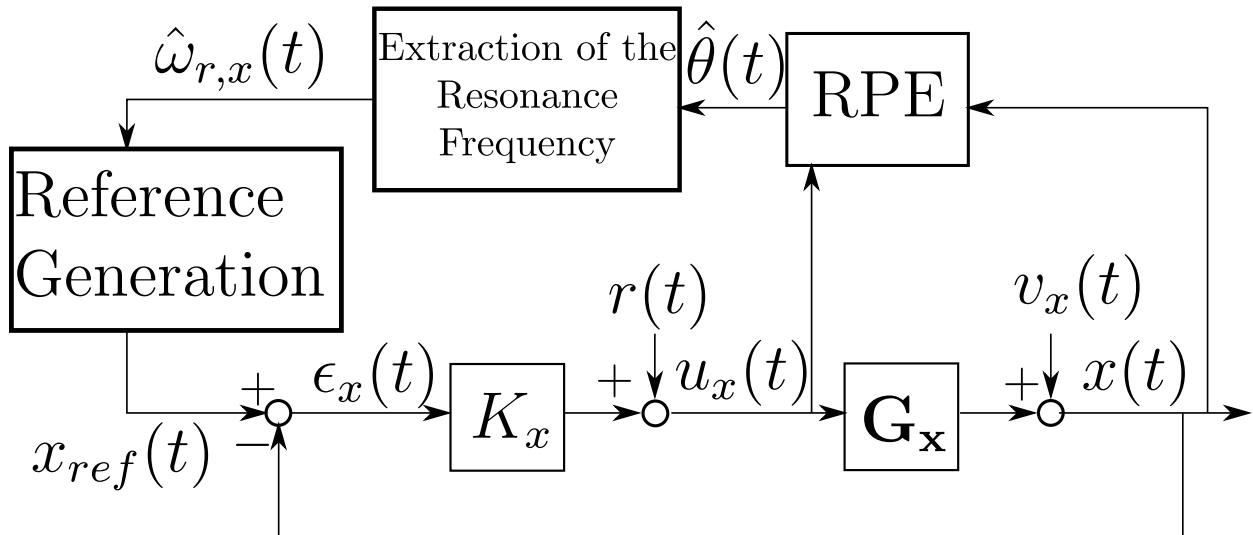 ω̂_{r,x}(t)
Extraction of the
Resonance
Frequency
θ̂(t)
RPE
Reference
Generation
r(t)
v_x(t)
+
ϵ_x(t)
K_x
+
u_x(t)
G_x
+
x(t)
x_{ref}(t)
−